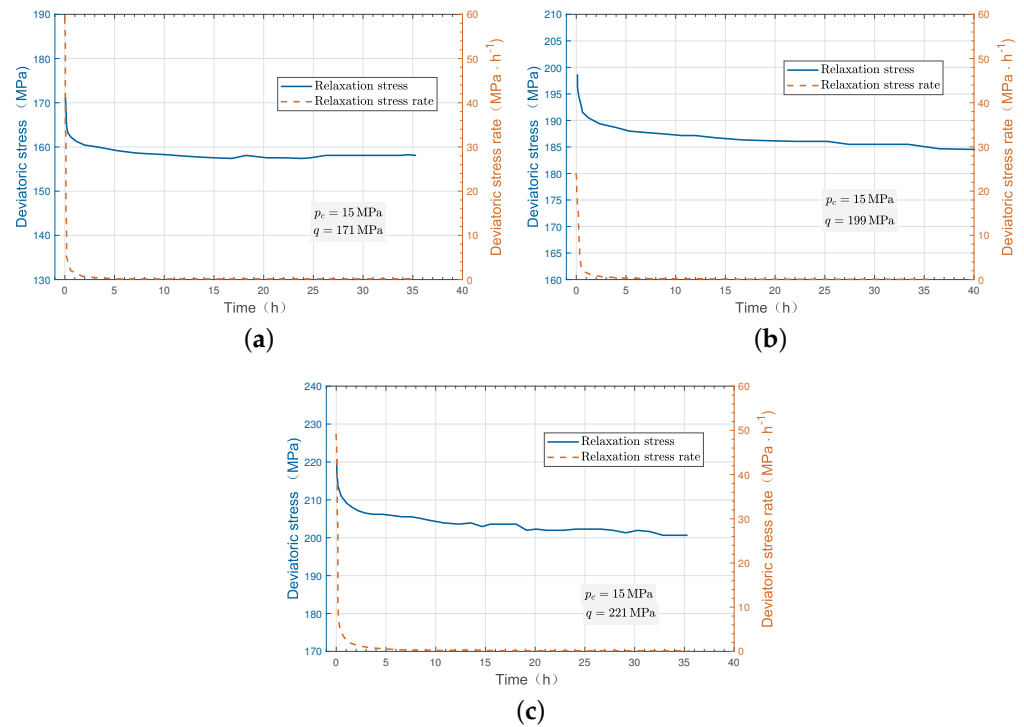 190
180
170
160
150
140
130
60
50
40
30
20
10
0
0 5 10 15 20 25 30 35 40
Deviatoric stress（MPa）
Deviatoric stress rate（MPa · h⁻¹）
Relaxation stress
Relaxation stress rate
p_c = 15 MPa
q = 171 MPa
Time（h）
(a)
210
205
200
195
190
185
180
175
170
165
160
60
50
40
30
20
10
0
0 5 10 15 20 25 30 35 40
Deviatoric stress（MPa）
Deviatoric stress rate（MPa · h⁻¹）
Relaxation stress
Relaxation stress rate
p_c = 15 MPa
q = 199 MPa
Time（h）
(b)
240
230
220
210
200
190
180
170
60
50
40
30
20
10
0
0 5 10 15 20 25 30 35 40
Deviatoric stress（MPa）
Deviatoric stress rate（MPa · h⁻¹）
Relaxation stress
Relaxation stress rate
p_c = 15 MPa
q = 221 MPa
Time（h）
(c)